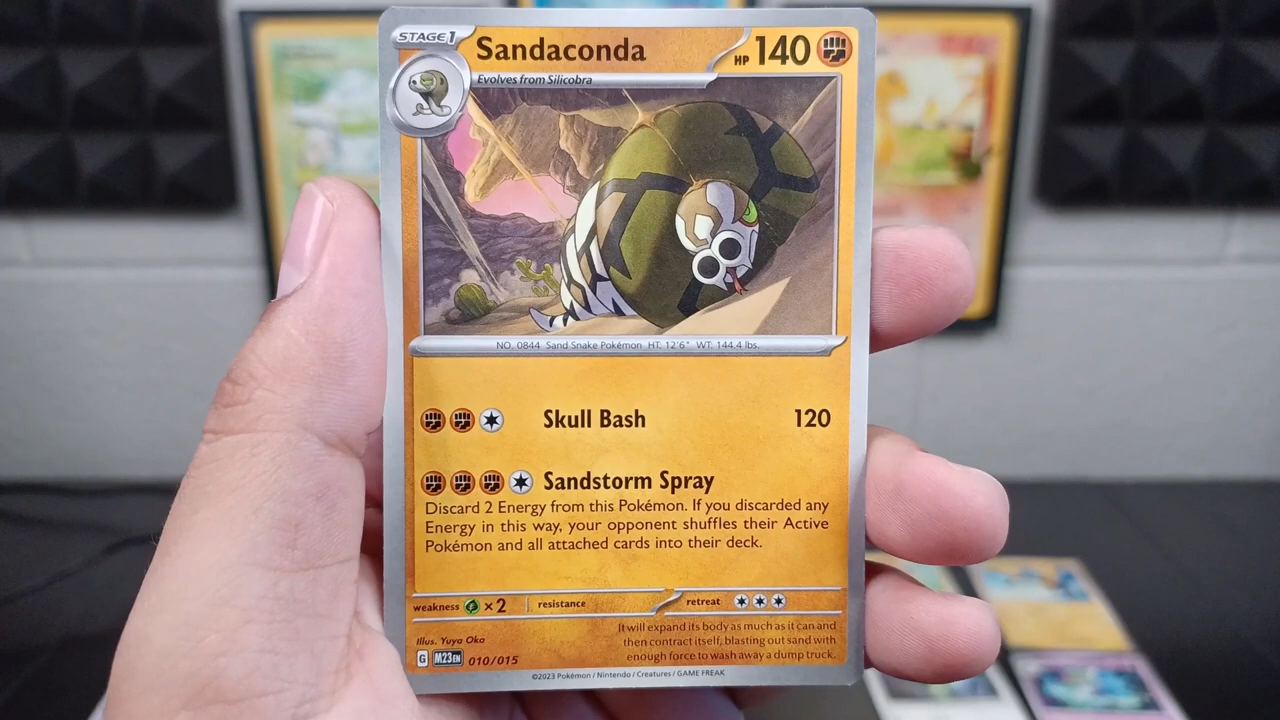 STAGE1
Sandaconda
HP 140
Evolves from Silicobra
NO. 0844 Sand Snake Pokémon HT: 12'6" WT: 144.4 lbs.
Skull Bash 120
Sandstorm Spray
Discard 2 Energy from this Pokémon. If you discarded any
Energy in this way, your opponent shuffles their Active
Pokémon and all attached cards into their deck.
weakness ×2 resistance retreat
Illus. Yuya Oka
G M23 EN 010/015
It will expand its body as much as it can and
then contract itself, blasting out sand with
enough force to wash away a dump truck.
©2023 Pokémon / Nintendo / Creatures / GAME FREAK